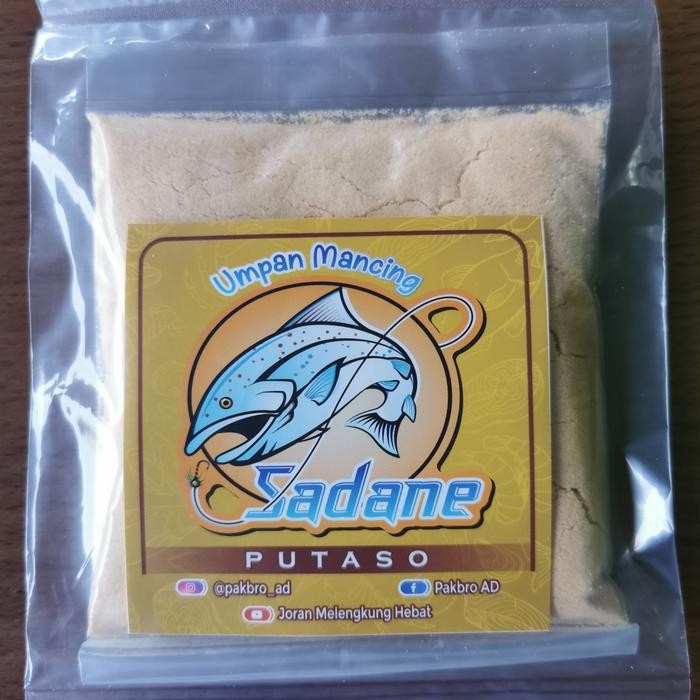 Umpan Mancing
Sadane
PUTASO
@pakbro_ad
Pakbro AD
Joran Melengkung Hebat